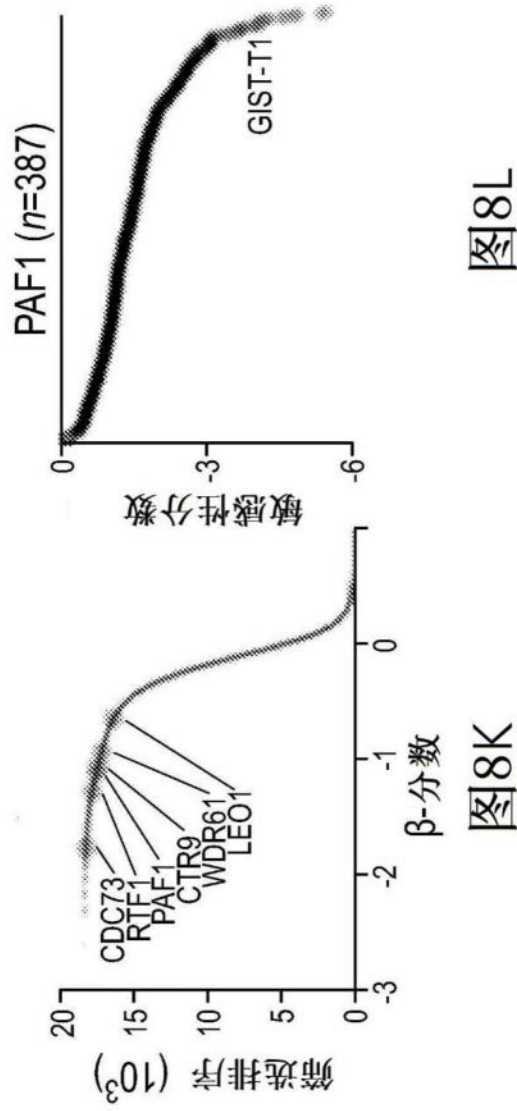 20
15
10
5
0
筛选排序 (10³)
CDC73
RTF1
PAF1
CTR9
WDR61
LEO1
-3
-2
-1
0
β-分数
图8K
PAF1 (n=387)
0
-3
-6
敏感性分数
GIST-T1
图8L